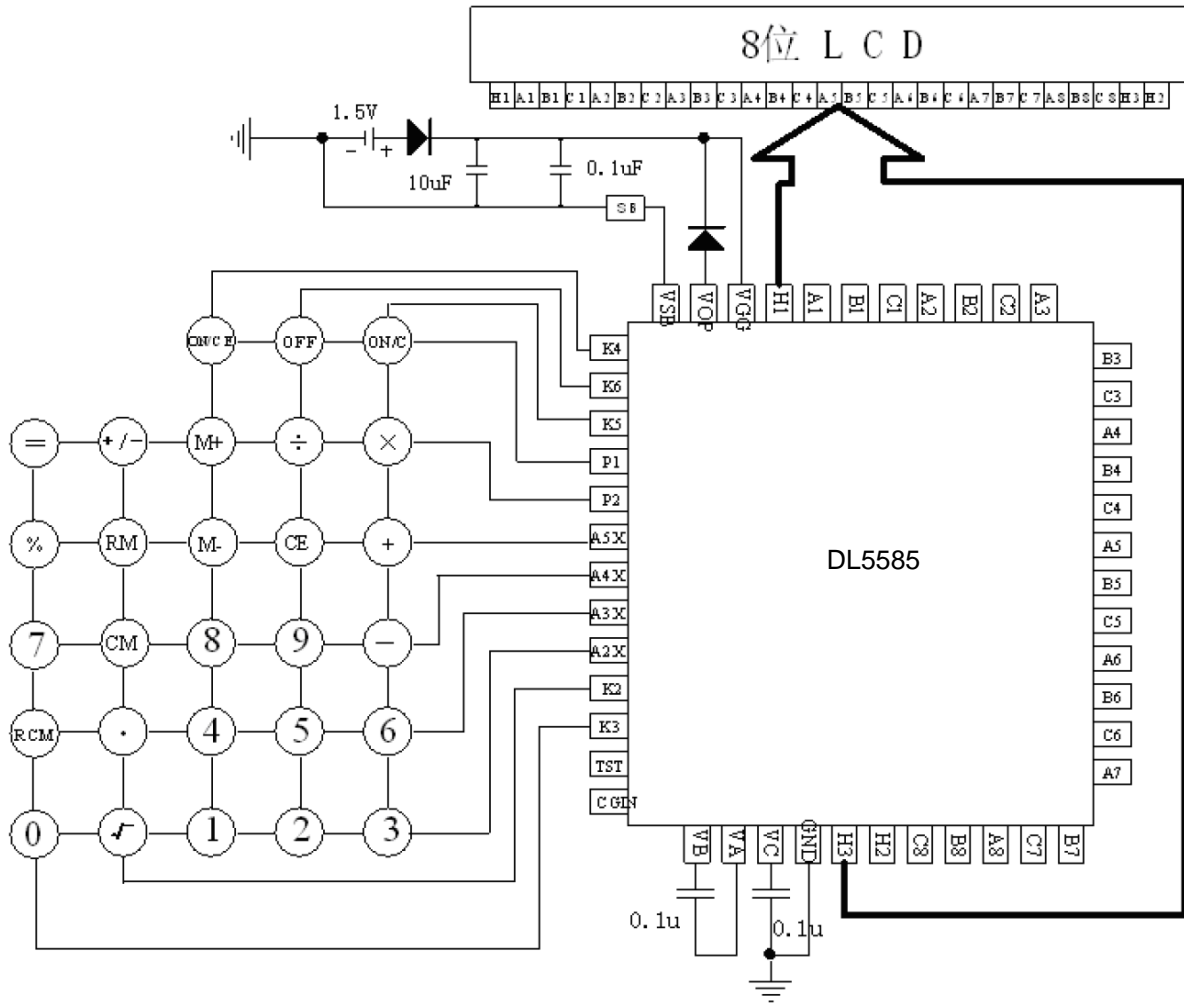 8位 L C D
H1 A1 B1 C1 A2 B2 C2 A3 B3 C3 A4 B4 C4 A5 B5 C5 A6 B6 C6 A7 B7 C7 A8 B8 C8 H3 H2
1.5V
- +
10uF
0.1uF
SB
VSB VOP VGG H1 A1 B1 C1 A2 B2 C2 A3
ON/CE OFF ON/C
= +/- M+ ÷ ×
% RM M- CE +
7 CM 8 9 −
RCM · 4 5 6
0 √ 1 2 3
K4
K6
K5
P1
P2
A5X
A4X
A3X
A2X
K2
K3
TST
CGIN
DL5585
B3
C3
A4
B4
C4
A5
B5
C5
A6
B6
C6
A7
VB VA VC GND H3 H2 C8 B8 A8 C7 B7
0.1u
0.1u